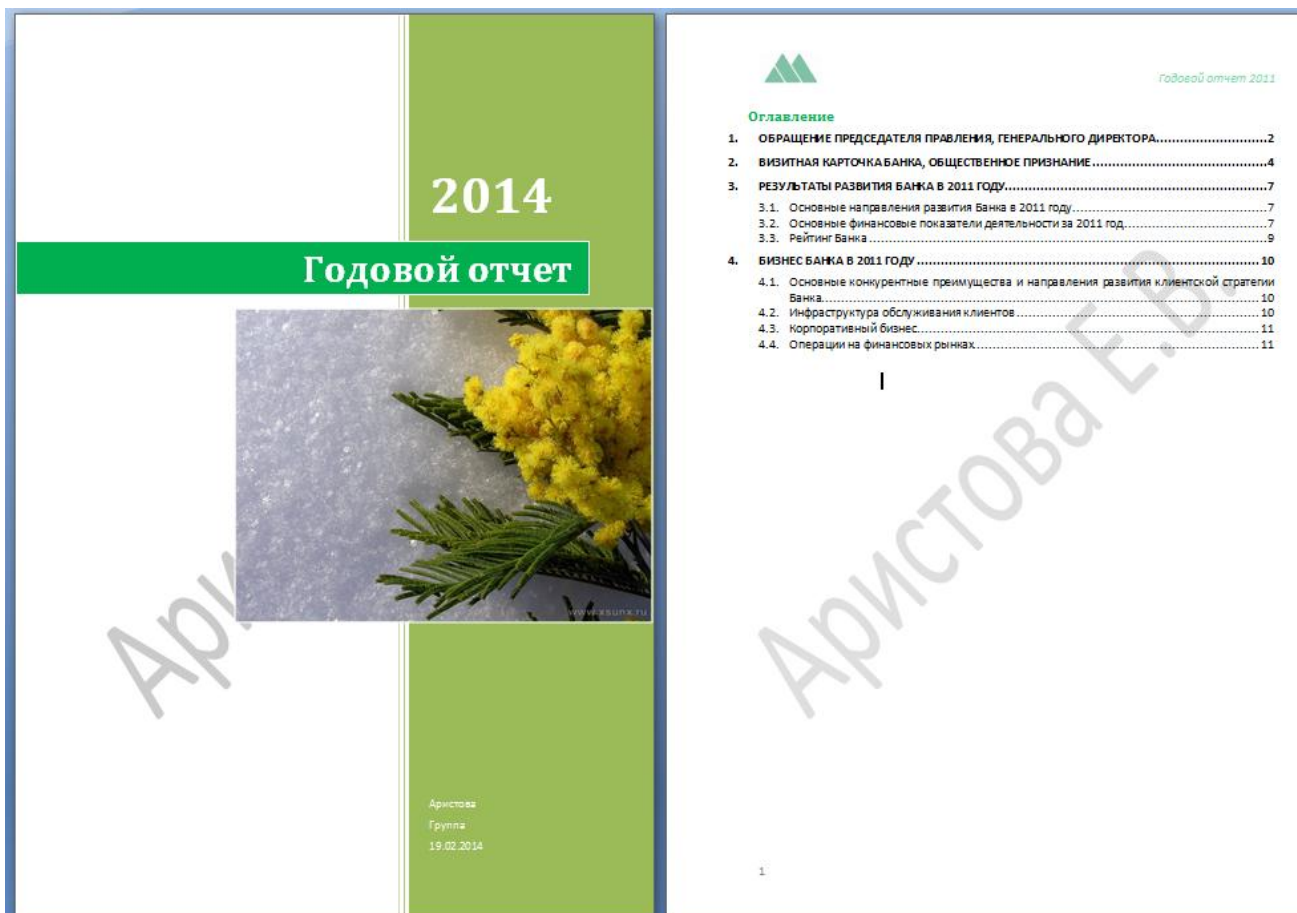 2014
Годовой отчет
www.xsunx.ru
Аристова
Группа
19.02.2014
Годовой отчет 2011
Оглавление
1. ОБРАЩЕНИЕ ПРЕДСЕДАТЕЛЯ ПРАВЛЕНИЯ, ГЕНЕРАЛЬНОГО ДИРЕКТОРА 2
2. ВИЗИТНАЯ КАРТОЧКА БАНКА, ОБЩЕСТВЕННОЕ ПРИЗНАНИЕ 4
3. РЕЗУЛЬТАТЫ РАЗВИТИЯ БАНКА В 2011 ГОДУ 7
3.1. Основные направления развития Банка в 2011 году 7
3.2. Основные финансовые показатели деятельности за 2011 год 7
3.3. Рейтинг Банка 9
4. БИЗНЕС БАНКА В 2011 ГОДУ 10
4.1. Основные конкурентные преимущества и направления развития клиентской стратегии
Банка 10
4.2. Инфраструктура обслуживания клиентов 10
4.3. Корпоративный бизнес 11
4.4. Операции на финансовых рынках 11
Аристова Е.В.
1